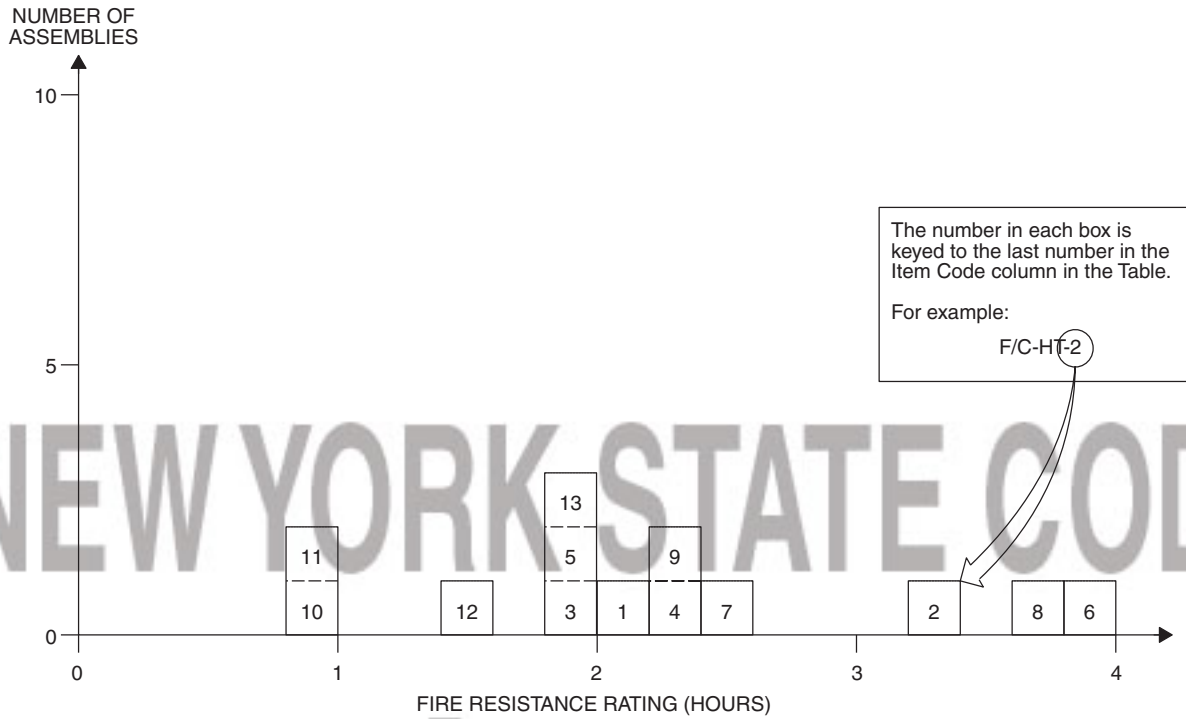 NUMBER OF
ASSEMBLIES
10
The number in each box is
keyed to the last number in the
Item Code column in the Table.
For example:
F/C-HT-2
5
NEW YORK STATE COD
13
11
5
9
10
12
3
1
4
7
2
8
6
0
0
1
2
3
4
FIRE RESISTANCE RATING (HOURS)